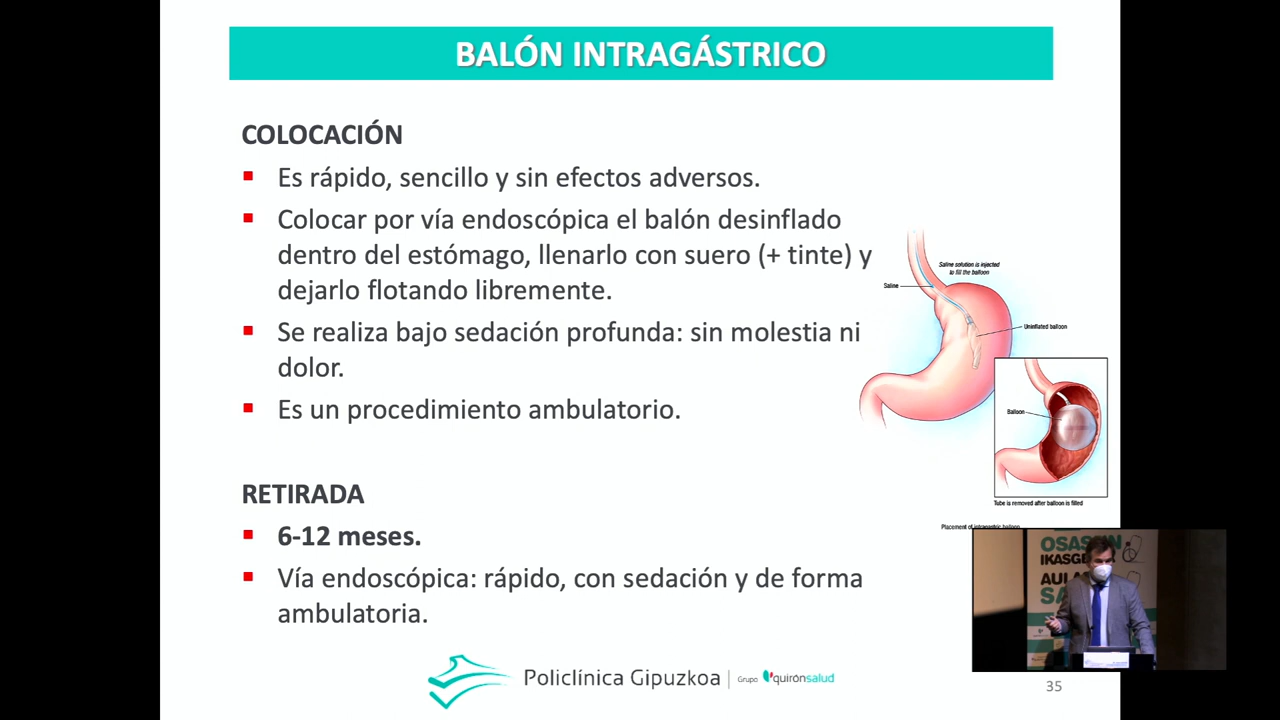 BALÓN INTRAGÁSTRICO
COLOCACIÓN
Es rápido, sencillo y sin efectos adversos.
Colocar por vía endoscópica el balón desinflado
dentro del estómago, llenarlo con suero (+ tinte) y
dejarlo flotando libremente.
Se realiza bajo sedación profunda: sin molestia ni
dolor.
Es un procedimiento ambulatorio.
Saline solution is injected
to fill the balloon
Saline
Uninflated balloon
Balloon
Tube is removed after balloon is filled
Placement of intragastric balloon
RETIRADA
6-12 meses.
Vía endoscópica: rápido, con sedación y de forma
ambulatoria.
OSASUN
IKASGE
AULA
SA
Policlínica Gipuzkoa | Grupo quirónsalud
35